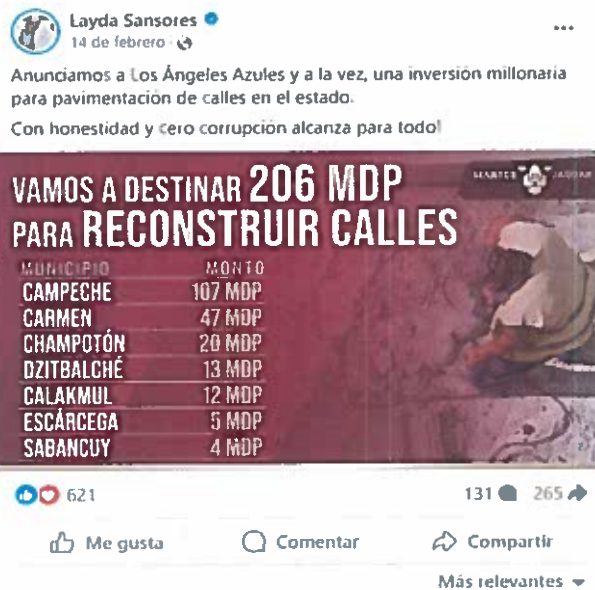 Layda Sansores
14 de febrero ·
Anunciamos a Los Ángeles Azules y a la vez, una inversión millonaria
para pavimentación de calles en el estado.
Con honestidad y cero corrupción alcanza para todo!
MARTES JAGUAR
VAMOS A DESTINAR 206 MDP
PARA RECONSTRUIR CALLES
MUNICIPIO MONTO
CAMPECHE 107 MDP
CARMEN 47 MDP
CHAMPOTÓN 20 MDP
DZITBALCHÉ 13 MDP
CALAKMUL 12 MDP
ESCÁRCEGA 5 MDP
SABANCUY 4 MDP
621 131 265
Me gusta Comentar Compartir
Más relevantes